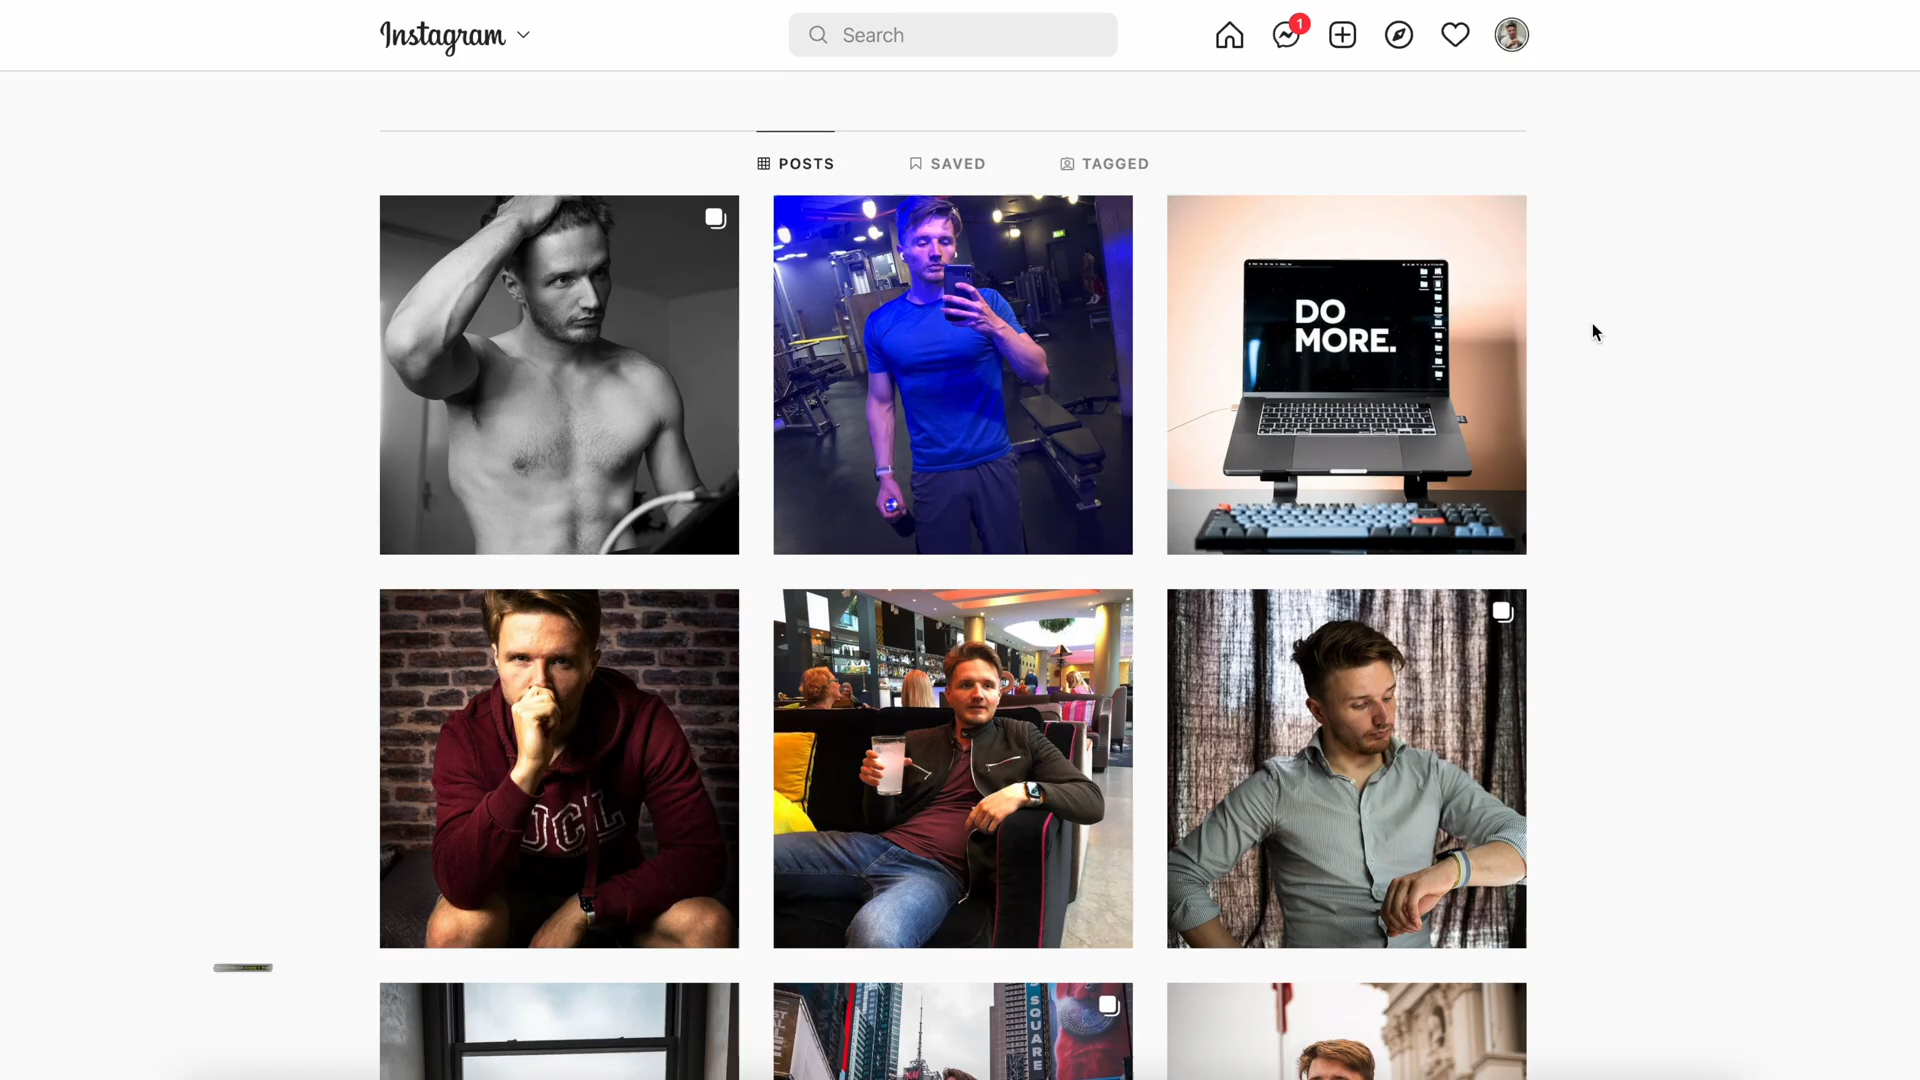 Instagram
Search
1
POSTS
SAVED
TAGGED
DO
MORE.
UCL
SQUARE